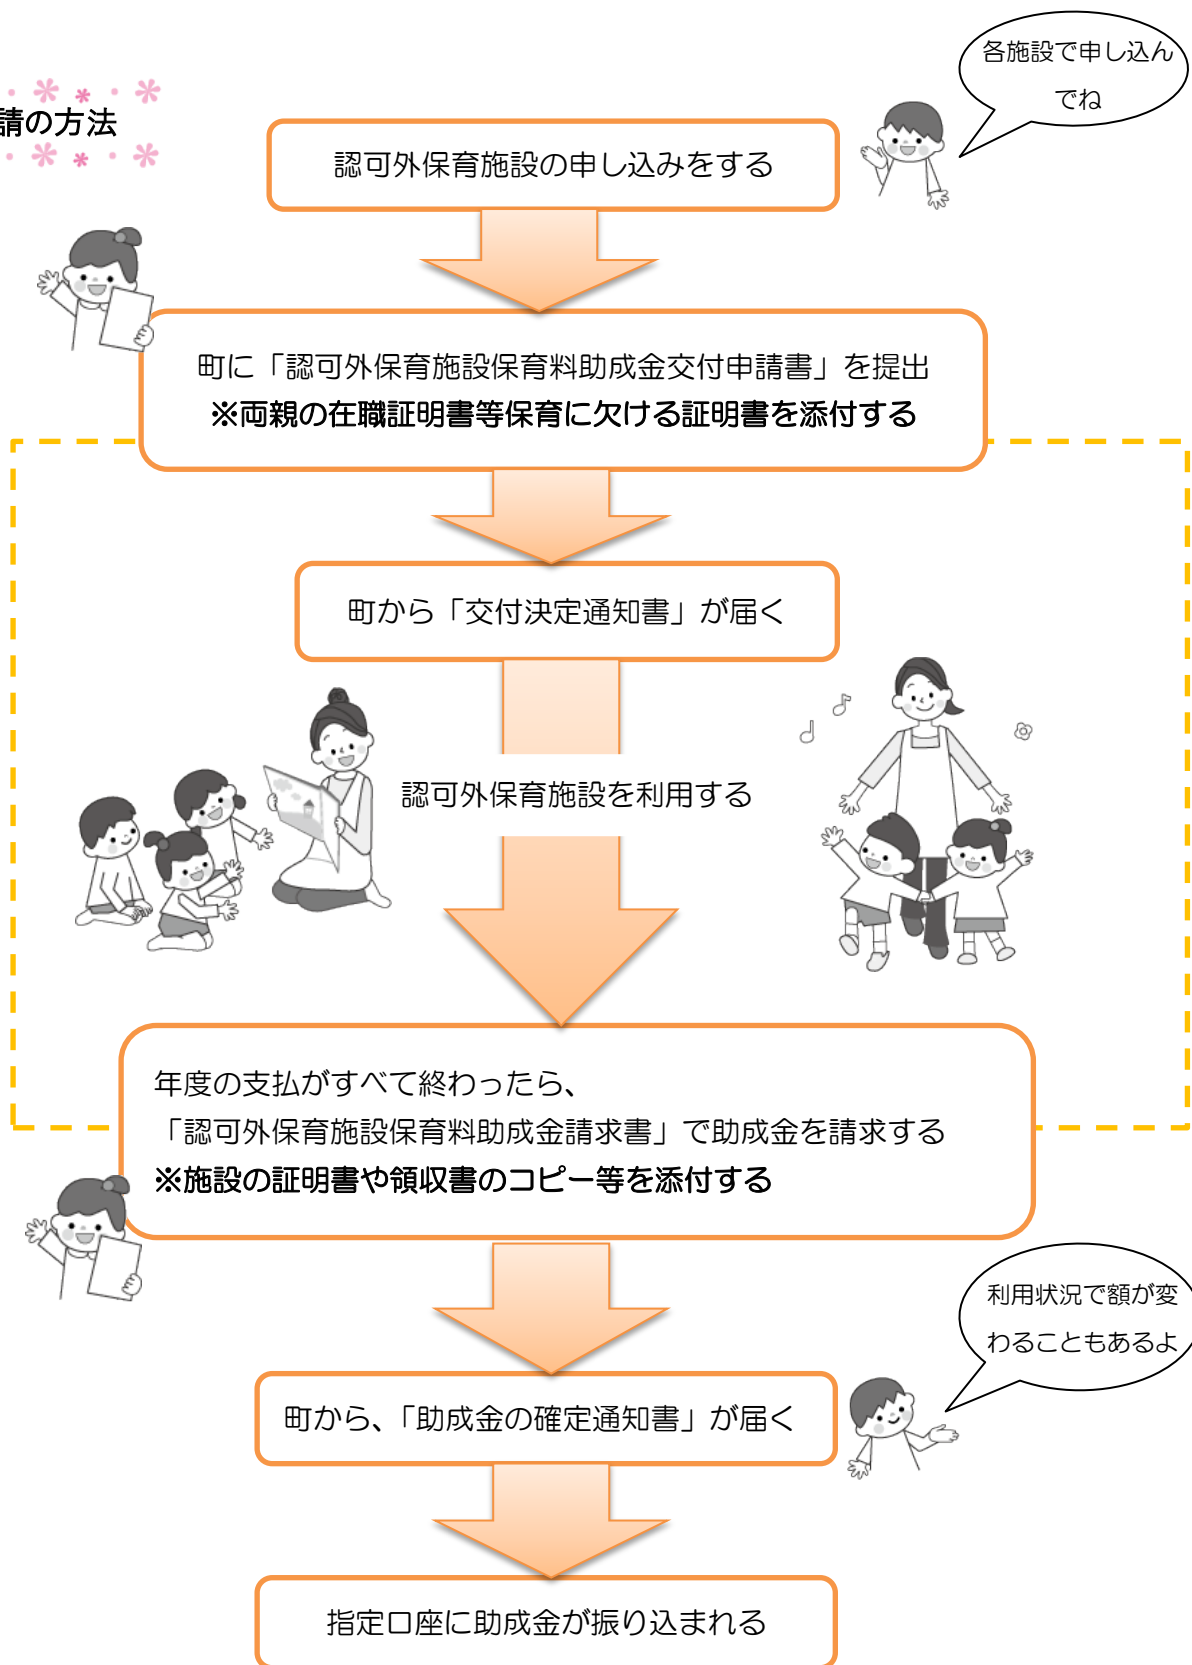 各施設で申し込ん
でね
請の方法
認可外保育施設の申し込みをする
町に「認可外保育施設保育料助成金交付申請書」を提出
※両親の在職証明書等保育に欠ける証明書を添付する
町から「交付決定通知書」が届く
認可外保育施設を利用する
年度の支払がすべて終わったら、
「認可外保育施設保育料助成金請求書」で助成金を請求する
※施設の証明書や領収書のコピー等を添付する
利用状況で額が変
わることもあるよ
町から、「助成金の確定通知書」が届く
指定口座に助成金が振り込まれる